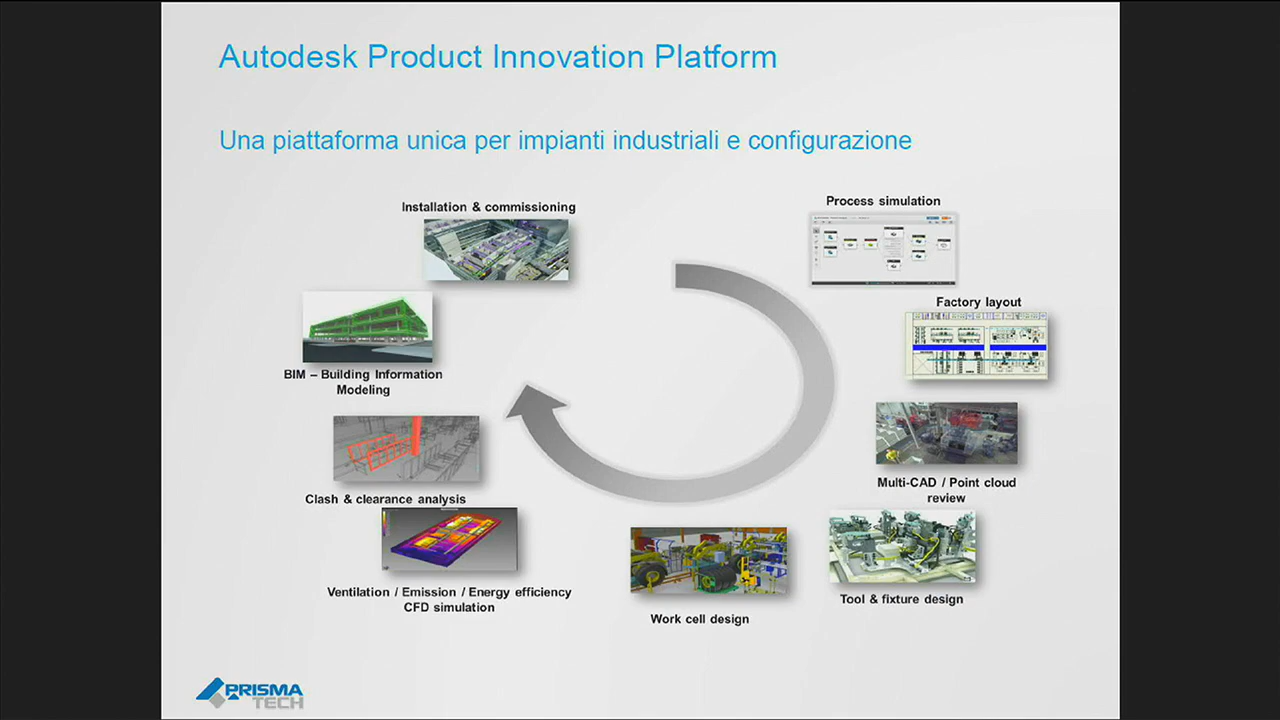 Autodesk Product Innovation Platform
Una piattaforma unica per impianti industriali e configurazione
Installation & commissioning
Process simulation
Factory layout
BIM – Building Information
Modeling
Multi-CAD / Point cloud
review
Clash & clearance analysis
Ventilation / Emission / Energy efficiency
CFD simulation
Tool & fixture design
Work cell design
PRISMA
TECH